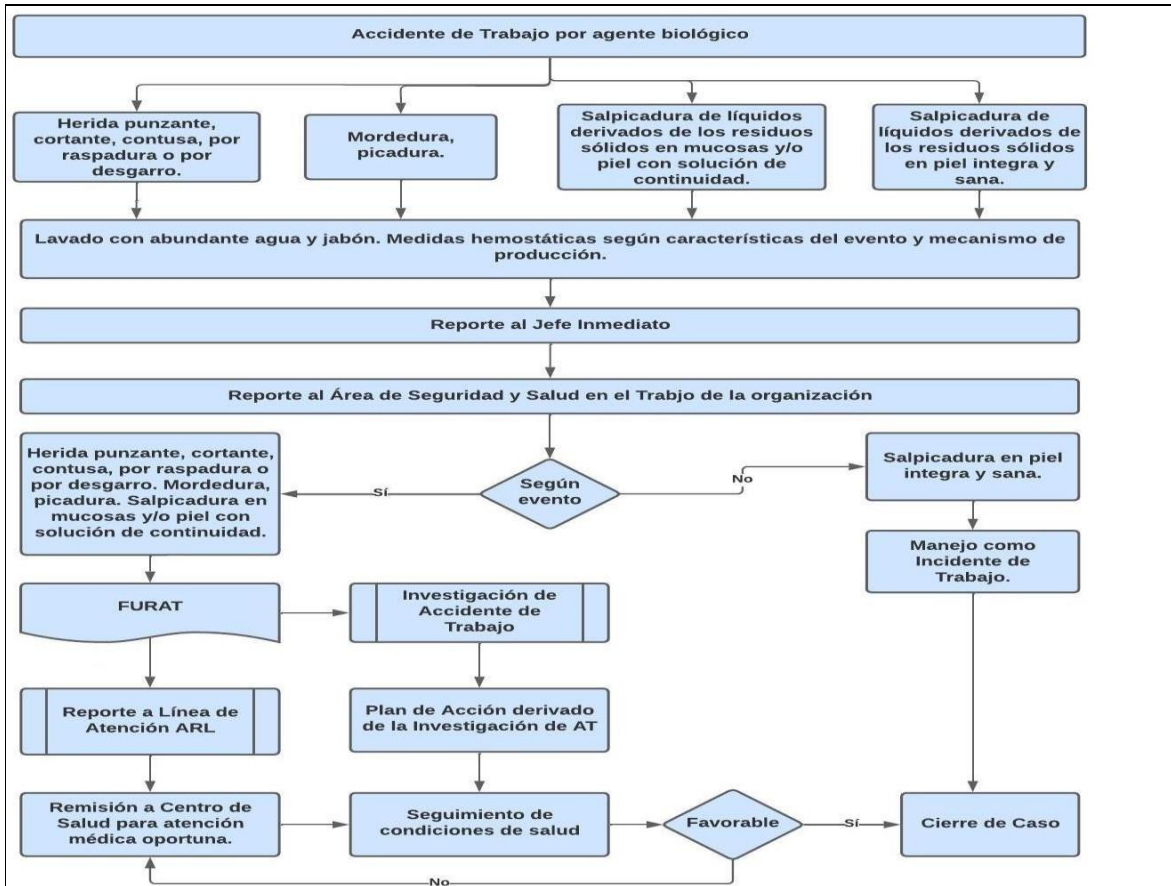 Accidente de Trabajo por agente biológico
Herida punzante,
cortante, contusa, por
raspadura o por
desgarro.
Mordedura,
picadura.
Salpicadura de líquidos
derivados de los residuos
sólidos en mucosas y/o
piel con solución de
continuidad.
Salpicadura de
líquidos derivados de
los residuos sólidos
en piel integra y
sana.
Lavado con abundante agua y jabón. Medidas hemostáticas según características del evento y mecanismo de
producción.
Reporte al Jefe Inmediato
Reporte al Área de Seguridad y Salud en el Trabjo de la organización
Herida punzante, cortante,
contusa, por raspadura o
por desgarro. Mordedura,
picadura. Salpicadura en
mucosas y/o piel con
solución de continuidad.
Sí
Según
evento
No
Salpicadura en piel
integra y sana.
Manejo como
Incidente de
Trabajo.
FURAT
Investigación de
Accidente de
Trabajo
Reporte a Línea de
Atención ARL
Plan de Acción derivado
de la Investigación de AT
Remisión a Centro de
Salud para atención
médica oportuna.
Seguimiento de
condiciones de salud
Favorable
Sí
Cierre de Caso
No